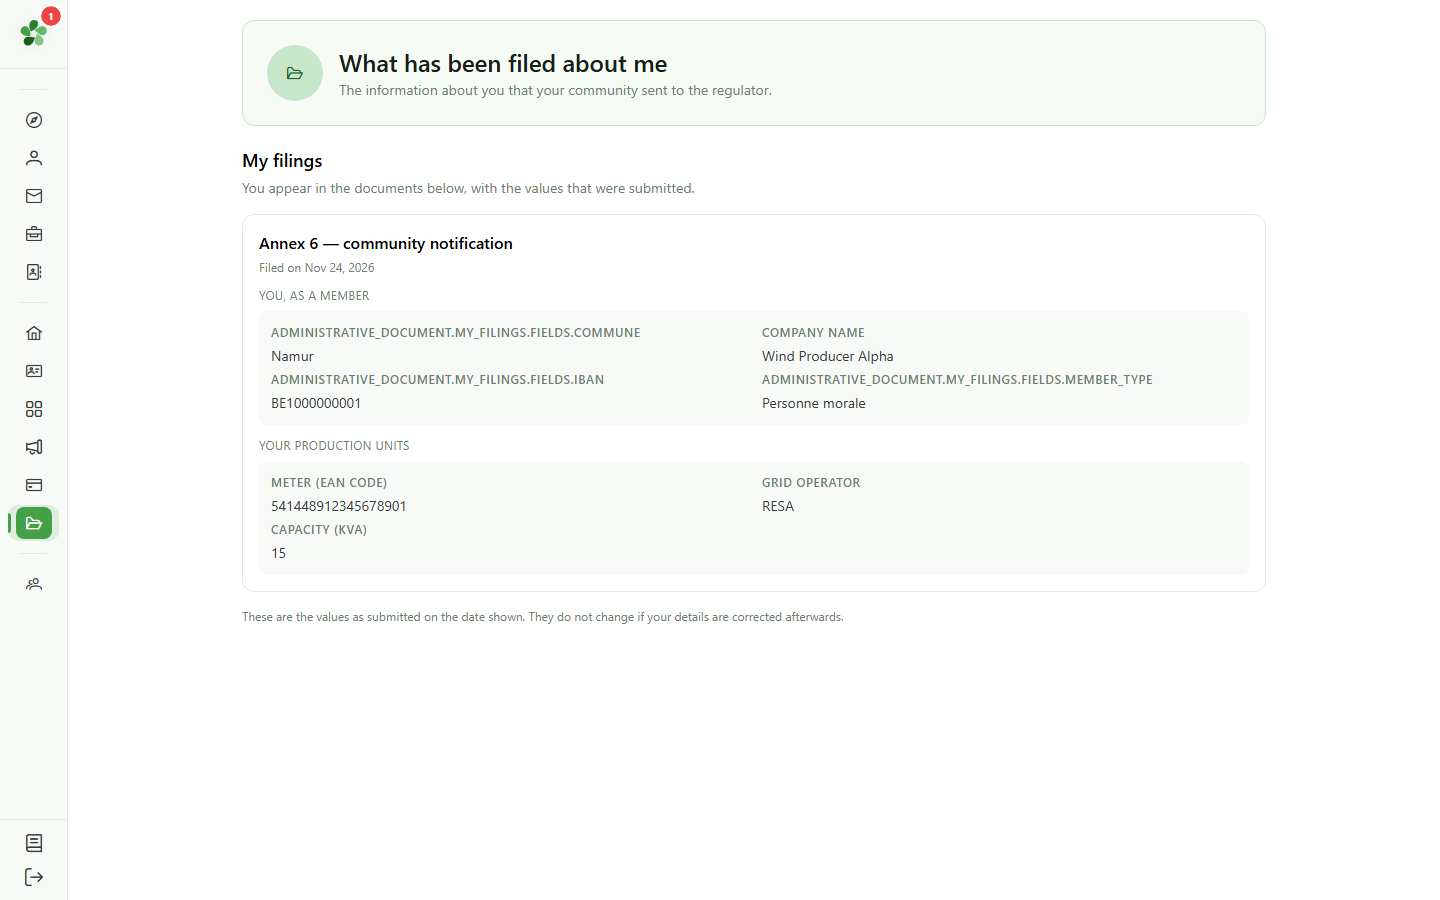 1
What has been filed about me
The information about you that your community sent to the regulator.
My filings
You appear in the documents below, with the values that were submitted.
Annex 6 — community notification
Filed on Nov 24, 2026
YOU, AS A MEMBER
ADMINISTRATIVE_DOCUMENT.MY_FILINGS.FIELDS.COMMUNE
Namur
COMPANY NAME
Wind Producer Alpha
ADMINISTRATIVE_DOCUMENT.MY_FILINGS.FIELDS.IBAN
BE1000000001
ADMINISTRATIVE_DOCUMENT.MY_FILINGS.FIELDS.MEMBER_TYPE
Personne morale
YOUR PRODUCTION UNITS
METER (EAN CODE)
541448912345678901
GRID OPERATOR
RESA
CAPACITY (KVA)
15
These are the values as submitted on the date shown. They do not change if your details are corrected afterwards.